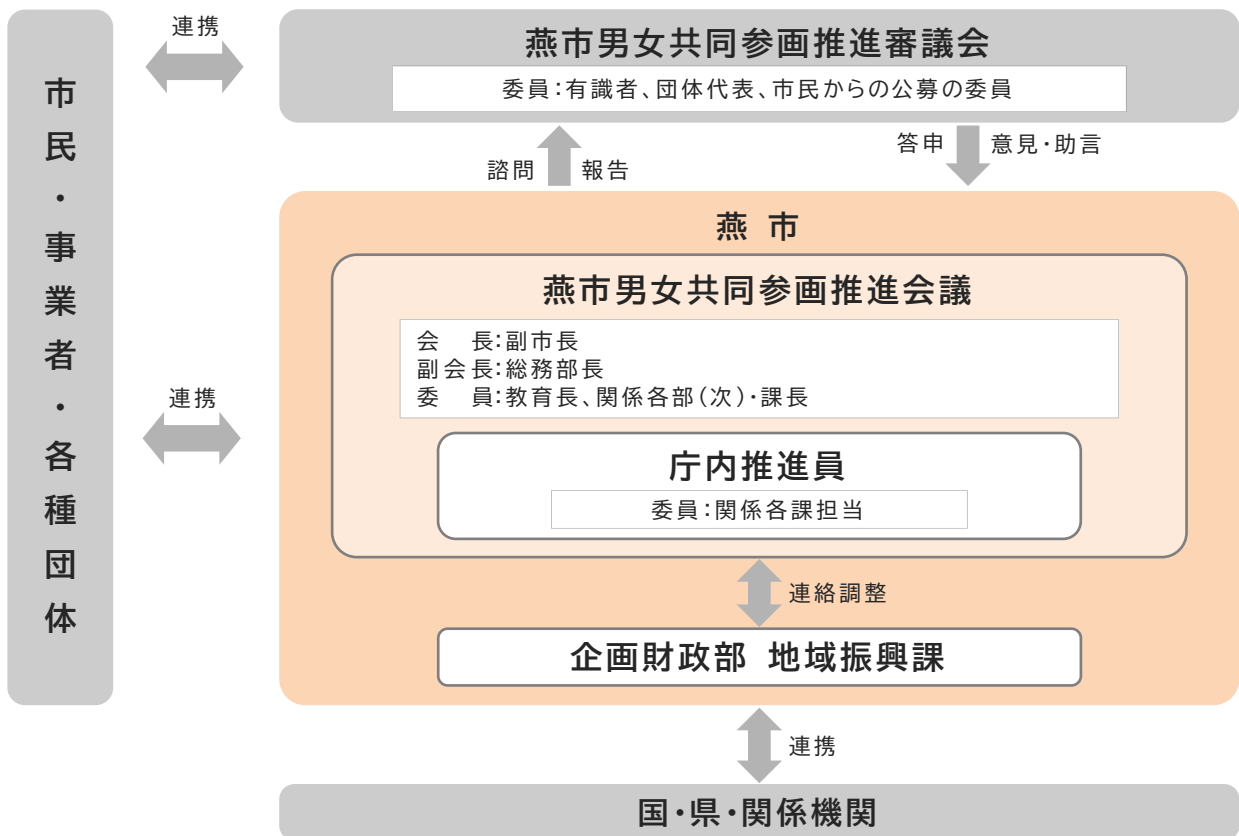 市民・事業者・各種団体
連携
燕市男女共同参画推進審議会
委員：有識者、団体代表、市民からの公募の委員
諮問
報告
答申
意見・助言
燕市
燕市男女共同参画推進会議
会　長：副市長
副会長：総務部長
委　員：教育長、関係各部（次）・課長
連携
庁内推進員
委員：関係各課担当
連絡調整
企画財政部 地域振興課
連携
国・県・関係機関